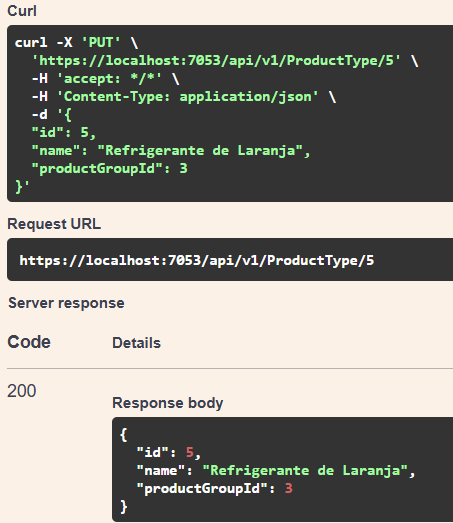 Curl
curl -X 'PUT' \
  'https://localhost:7053/api/v1/ProductType/5' \
  -H 'accept: */*' \
  -H 'Content-Type: application/json' \
  -d '{
  "id": 5,
  "name": "Refrigerante de Laranja",
  "productGroupId": 3
}'
Request URL
https://localhost:7053/api/v1/ProductType/5
Server response
Code Details
200
Response body
{
  "id": 5,
  "name": "Refrigerante de Laranja",
  "productGroupId": 3
}